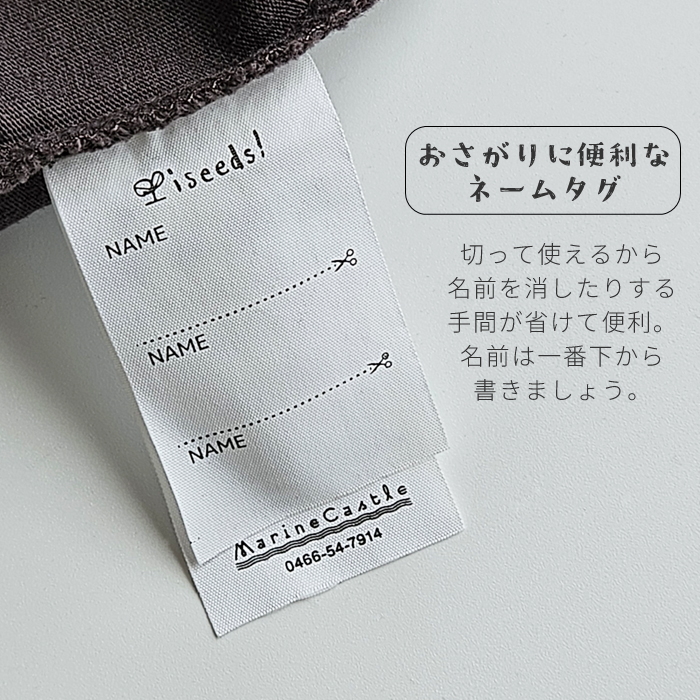 iseeds!
NAME
NAME
NAME
MarineCastle
0466-54-7914
おさがりに便利な
ネームタグ
切って使えるから
名前を消したりする
手間が省けて便利。
名前は一番下から
書きましょう。